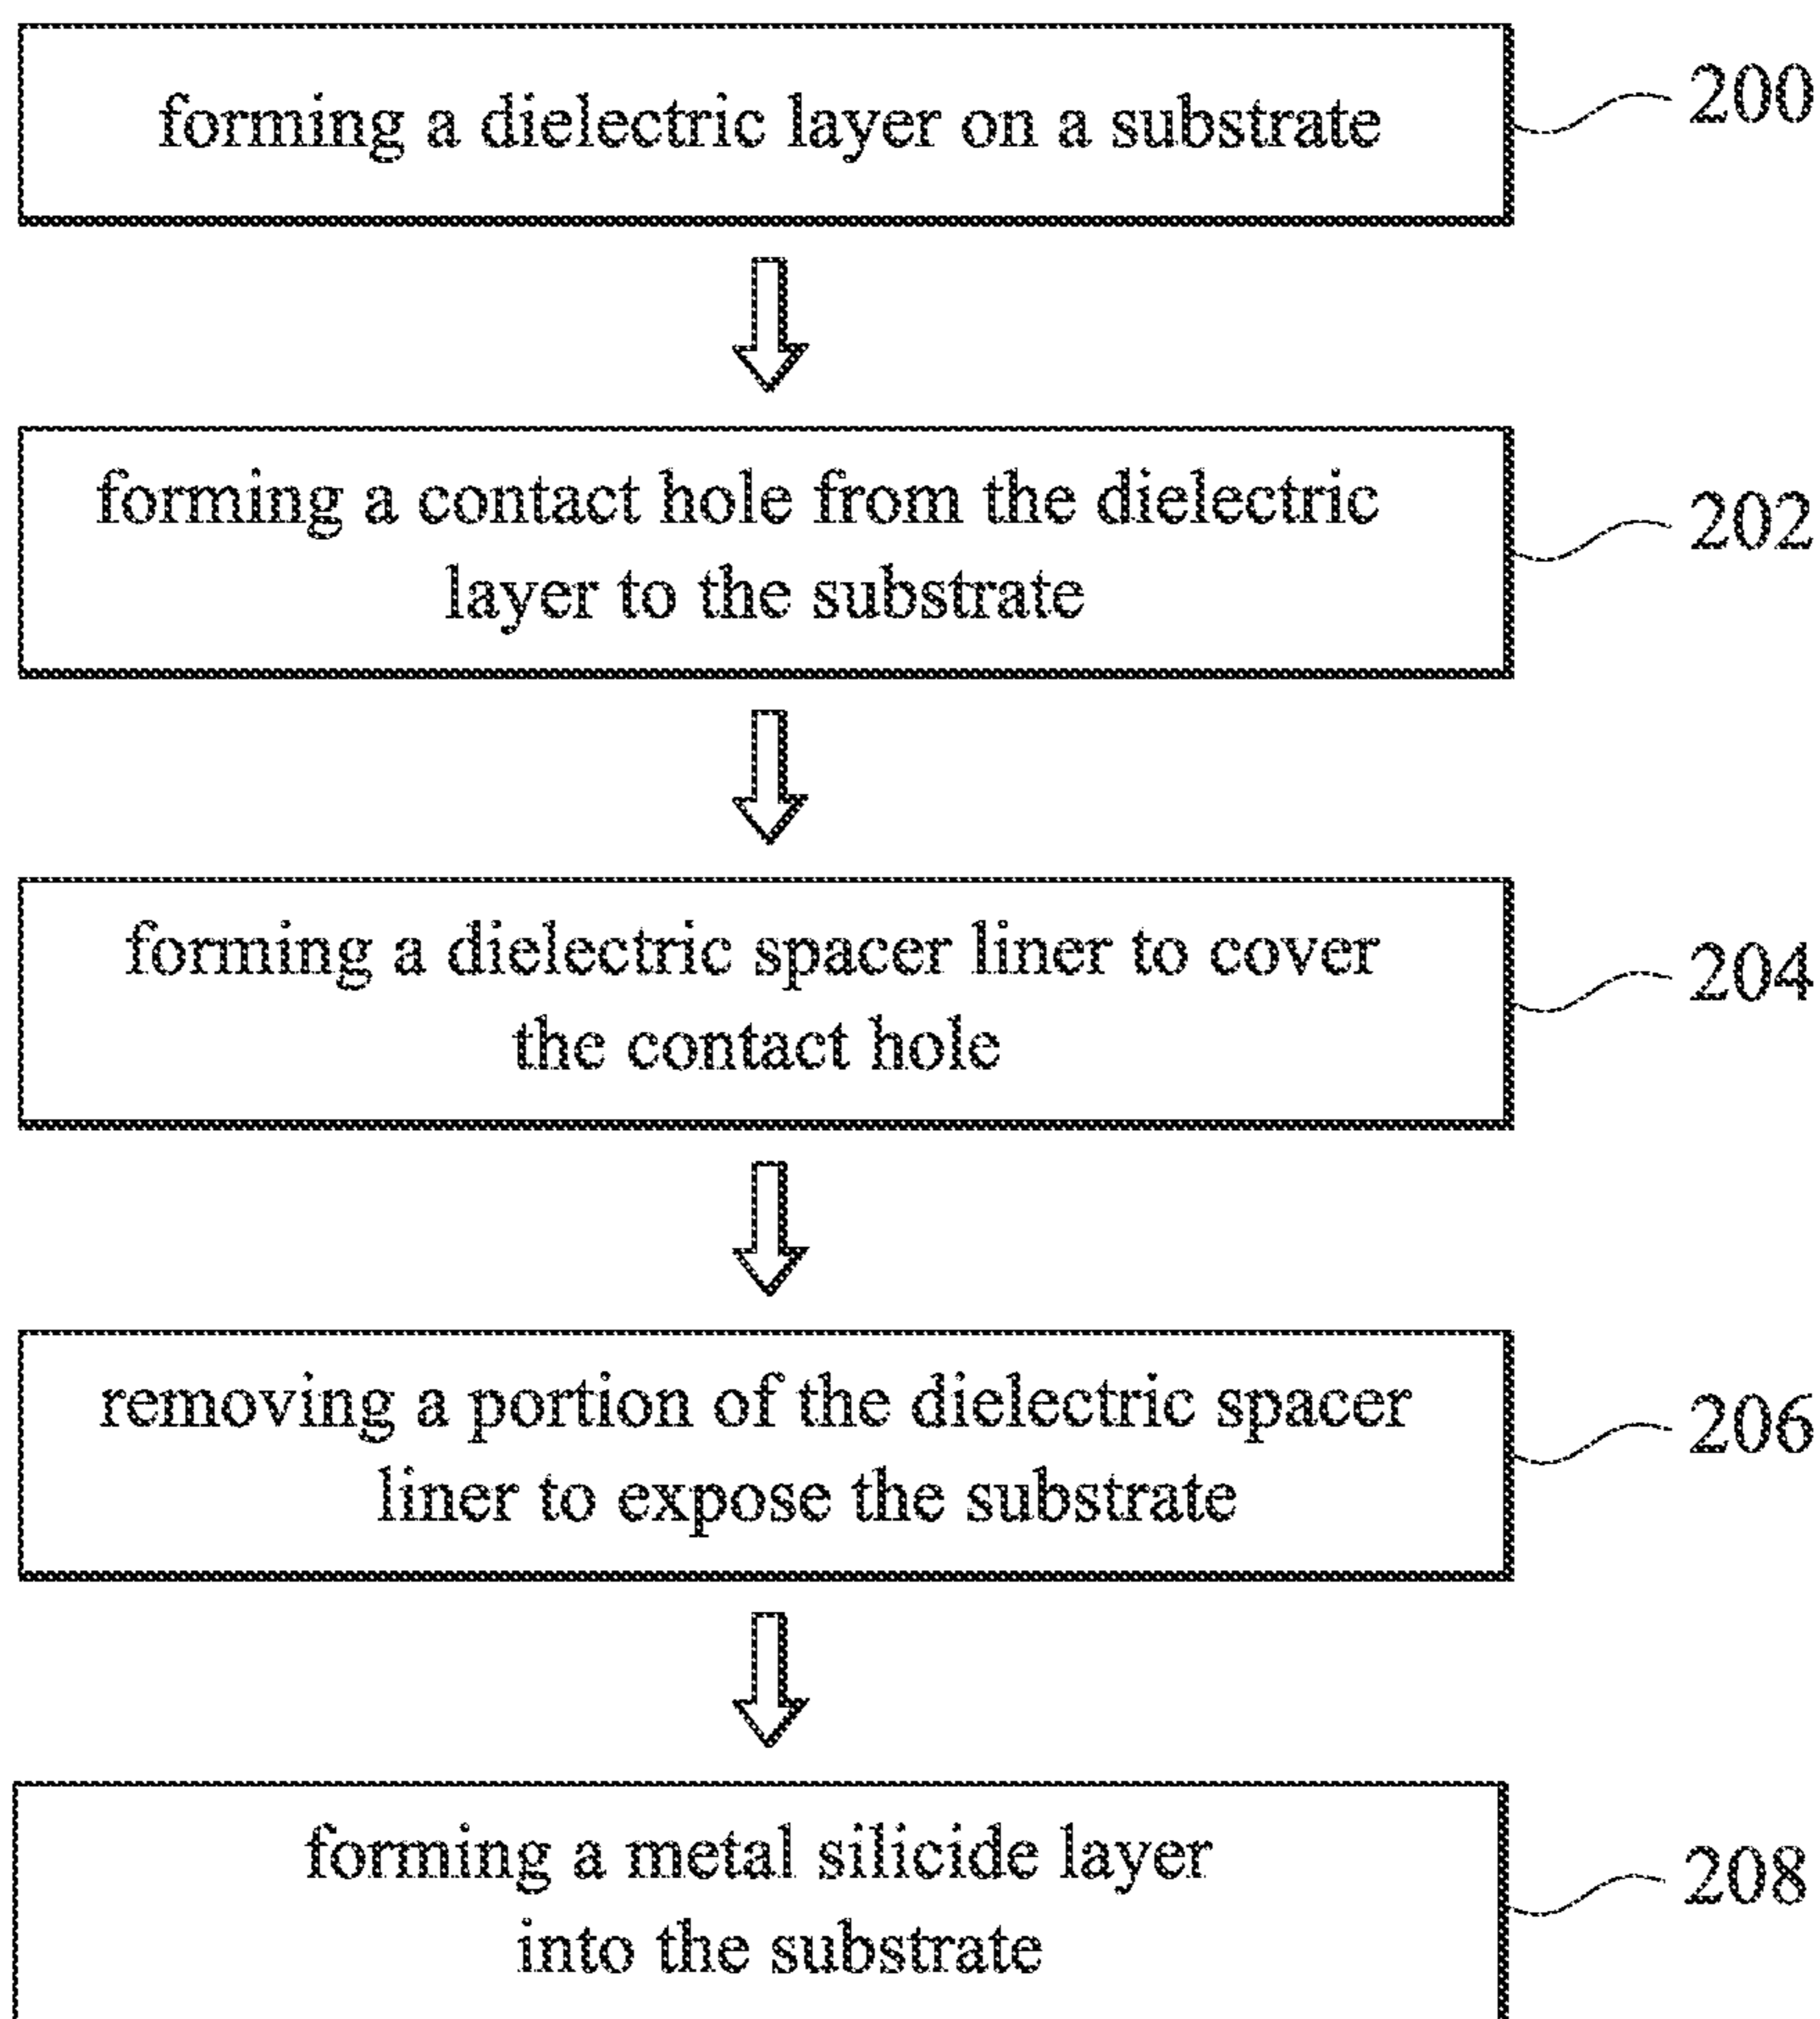 forming a dielectric layer on a substrate
200
forming a contact hole from the dielectric
layer to the substrate
202
forming a dielectric spacer liner to cover
the contact hole
204
removing a portion of the dielectric spacer
liner to expose the substrate
206
forming a metal silicide layer
into the substrate
208